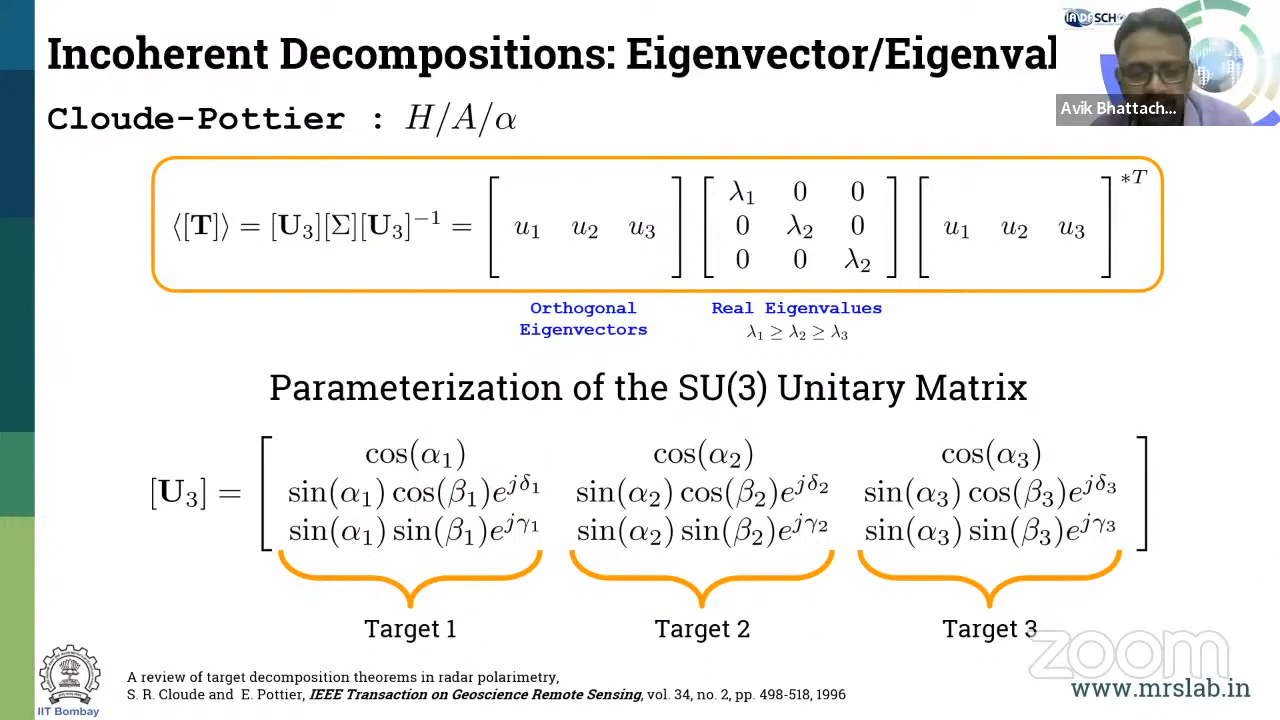 Incoherent Decompositions: Eigenvector/Eigenval
Avik Bhattach...
Cloude-Pottier : H/A/α
⟨[T]⟩ = [U₃][Σ][U₃]⁻¹ = [ u₁ u₂ u₃ ] [ λ₁ 0 0 ; 0 λ₂ 0 ; 0 0 λ₂ ] [ u₁ u₂ u₃ ]*ᵀ
Orthogonal
Eigenvectors
Real Eigenvalues
λ₁ ≥ λ₂ ≥ λ₃
Parameterization of the SU(3) Unitary Matrix
cos(α₁) cos(α₂) cos(α₃)
[U₃] = sin(α₁) cos(β₁)e^{jδ₁} sin(α₂) cos(β₂)e^{jδ₂} sin(α₃) cos(β₃)e^{jδ₃}
sin(α₁) sin(β₁)e^{jγ₁} sin(α₂) sin(β₂)e^{jγ₂} sin(α₃) sin(β₃)e^{jγ₃}
Target 1 Target 2 Target 3
zoom
A review of target decomposition theorems in radar polarimetry,
S. R. Cloude and E. Pottier, IEEE Transaction on Geoscience Remote Sensing, vol. 34, no. 2, pp. 498-518, 1996
www.mrslab.in
IIT Bombay